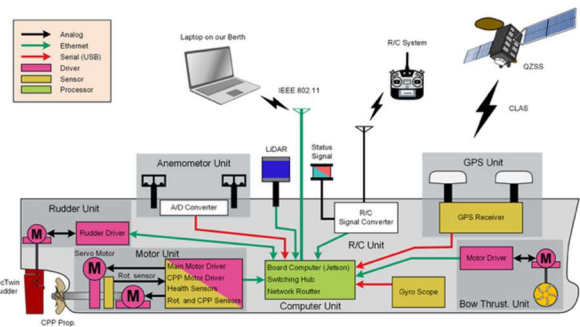 Analog
Ethernet
Serial (USB)
Driver
Sensor
Processor
Laptop on our Berth
IEEE 802.11
R/C System
QZSS
CLAS
Anemometor Unit
A/D Converter
LiDAR
Status
Signal
R/C
Signal Converter
R/C Unit
GPS Unit
GPS Receiver
Rudder Unit
M
Rudder Driver
Servo Motor
M
Rot. sensor
M
Motor Unit
Main Motor Driver
CPP Motor Driver
Health Sensors
Rot. and CPP Sensors
Board Computer (Jetson)
Switching Hub
Network Routter
Computer Unit
Gyro Scope
Motor Driver
M
Bow Thrust. Unit
cTwin
udder
CPP Prop.